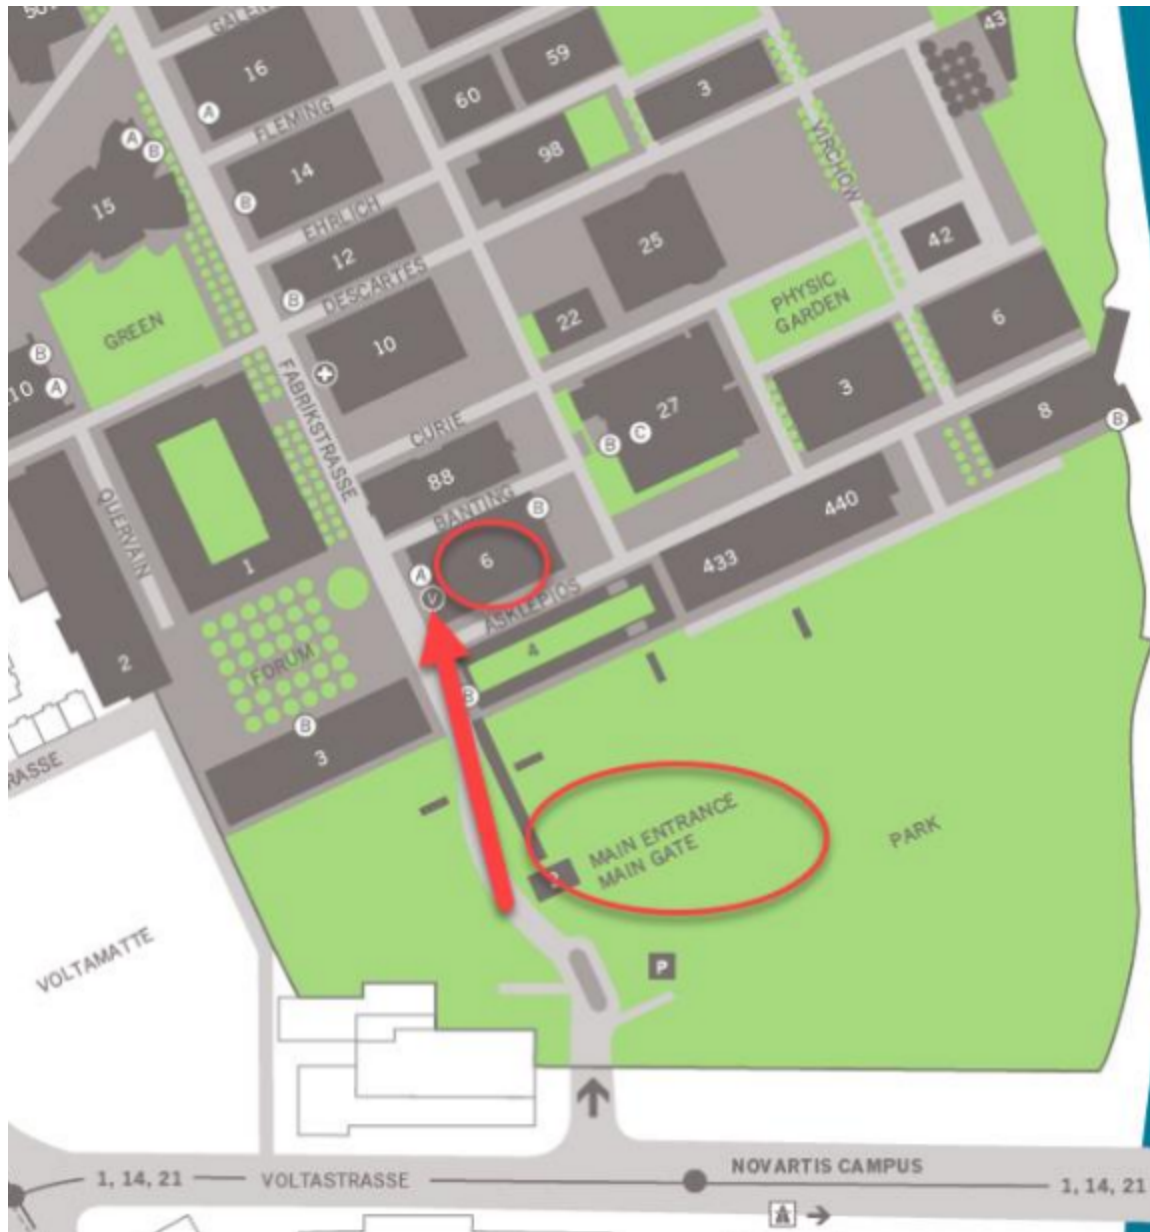 16
59
43
60
3
FLEMING
A
A
B
14
98
VIRCHOW
15
B
EHRLICH
25
42
12
DESCARTES
B
PHYSIC
GARDEN
GREEN
22
6
10
B
A
10
FABRIKSTRASSE
27
3
CURIE
B
C
8
B
88
QUERVAIN
BANTING
B
440
1
6
433
A
V
ASKLEPIOS
4
2
FORUM
B
B
3
RASSE
MAIN ENTRANCE
MAIN GATE
PARK
VOLTAMATTE
P
NOVARTIS CAMPUS
1, 14, 21
VOLTASTRASSE
1, 14, 21